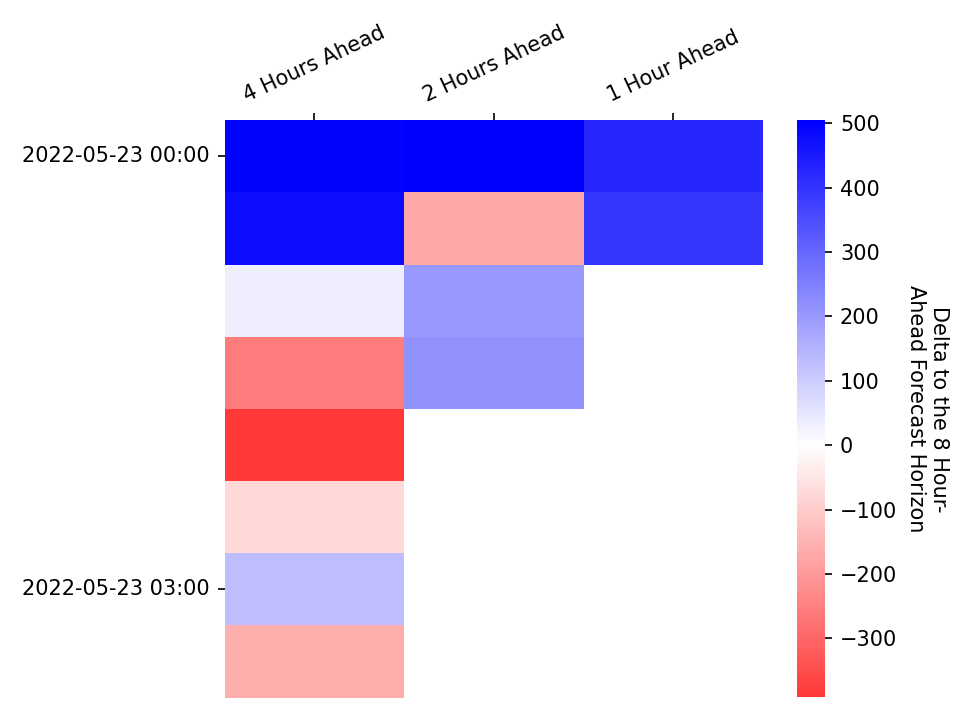 4 Hours Ahead
2 Hours Ahead
1 Hour Ahead
2022-05-23 00:00
2022-05-23 03:00
500
400
300
200
100
0
−100
−200
−300
Delta to the 8 Hour-
Ahead Forecast Horizon